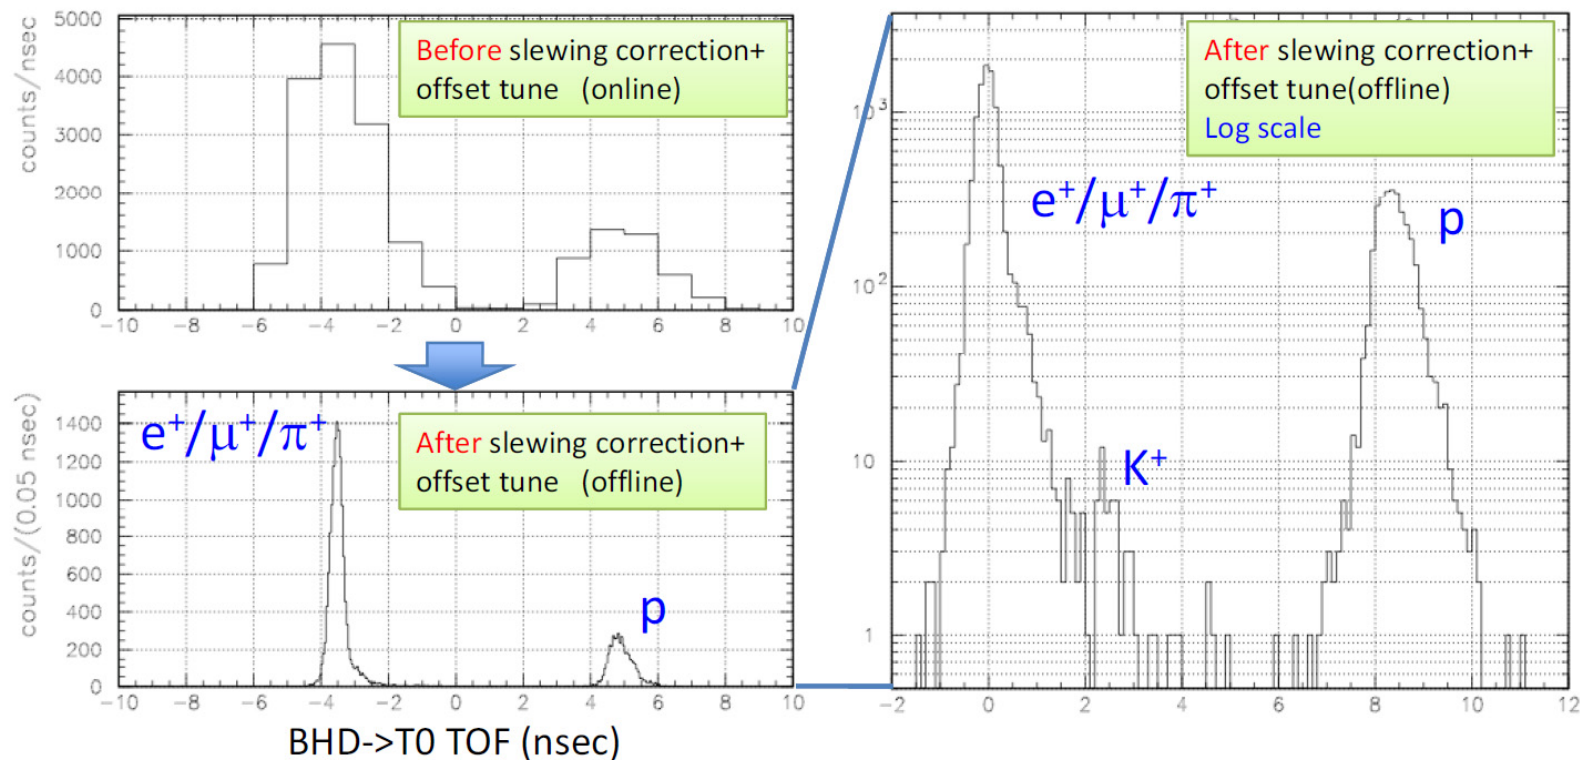 counts/nsec
5000
4000
3000
2000
1000
0
Before slewing correction+
offset tune (online)
−10 −8 −6 −4 −2 0 2 4 6 8 10
counts/(0.05 nsec)
1400
1200
1000
800
600
400
200
0
e⁺/μ⁺/π⁺
After slewing correction+
offset tune (offline)
p
−10 −8 −6 −4 −2 0 2 4 6 8 10
BHD->T0 TOF (nsec)
10³
10²
10
1
After slewing correction+
offset tune(offline)
Log scale
e⁺/μ⁺/π⁺
p
K⁺
−2 0 2 4 6 8 10 12